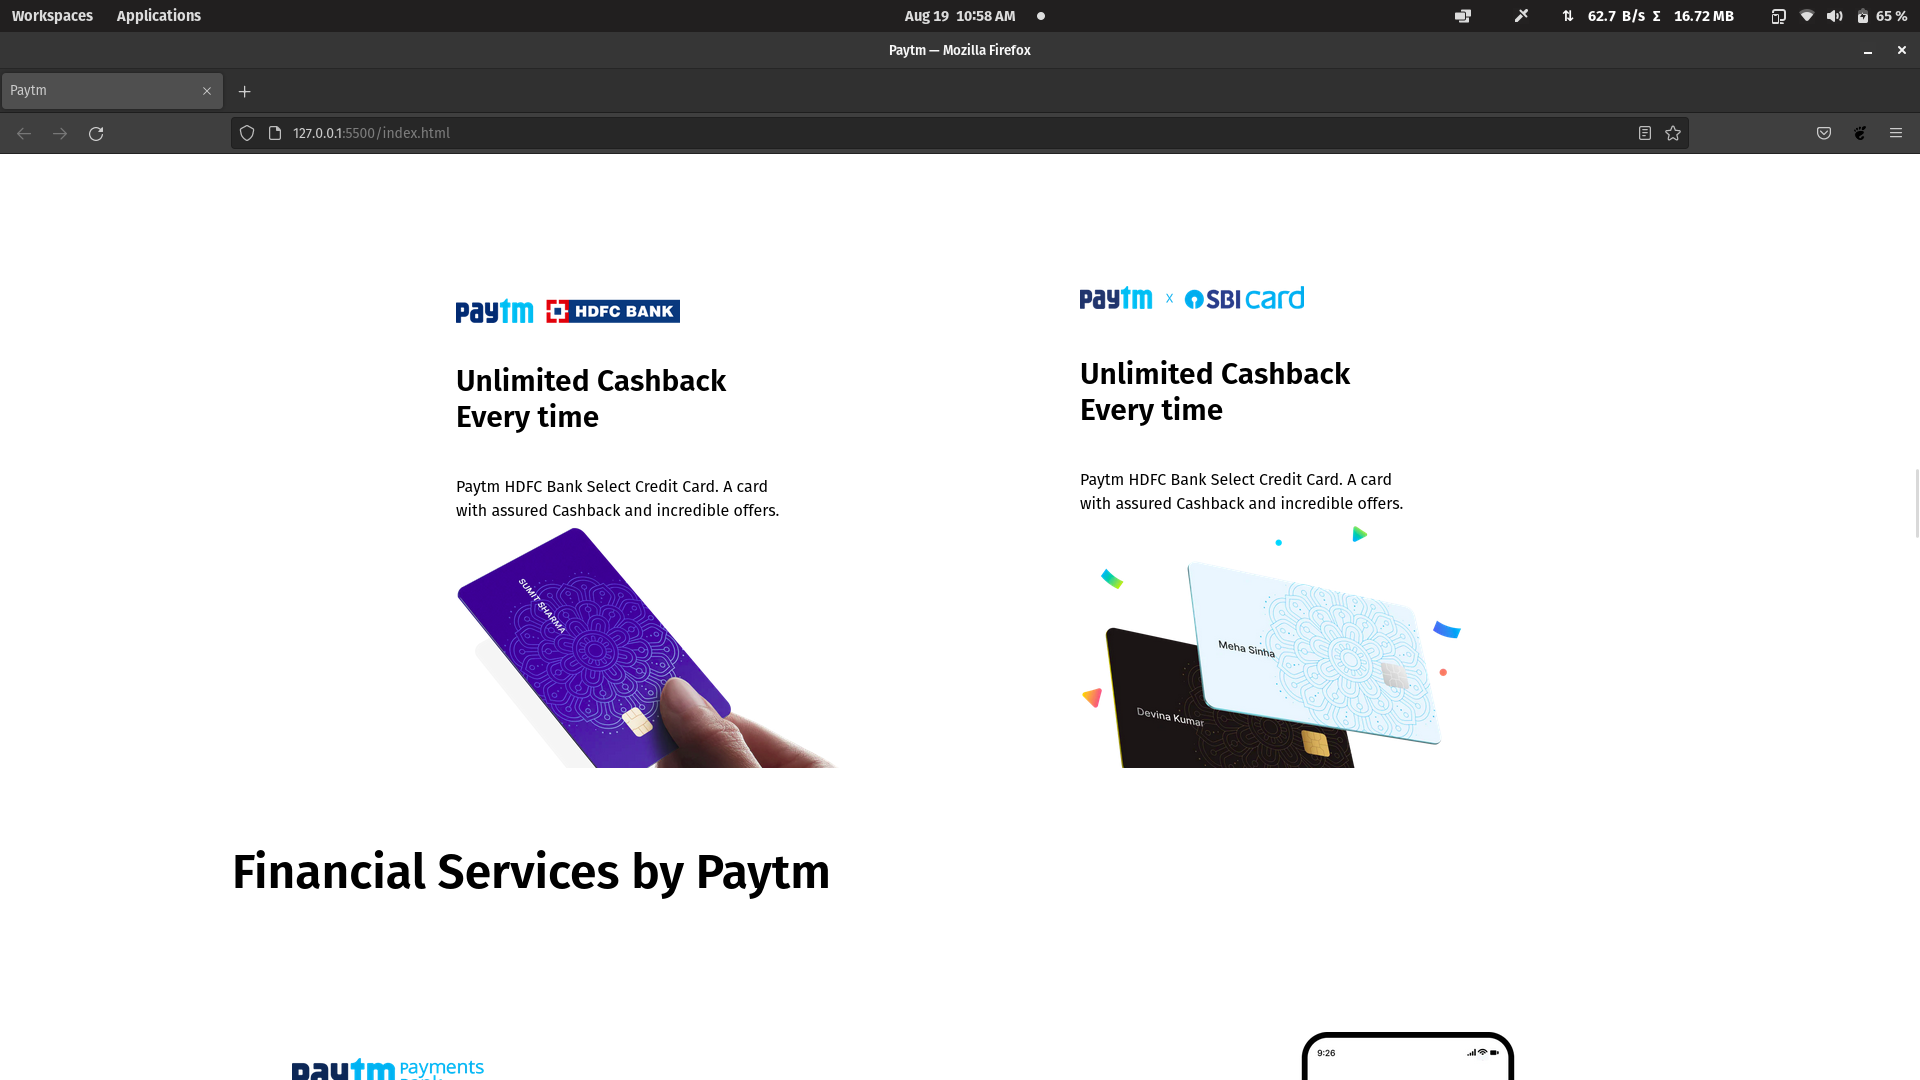 Workspaces Applications Aug 19 10:58 AM 62.7 B/s Σ 16.72 MB 65 %
Paytm — Mozilla Firefox
Paytm
127.0.0.1:5500/index.html
paytm HDFC BANK
Unlimited Cashback
Every time
Paytm HDFC Bank Select Credit Card. A card
with assured Cashback and incredible offers.
SUMIT SHARMA
paytm x SBI card
Unlimited Cashback
Every time
Paytm HDFC Bank Select Credit Card. A card
with assured Cashback and incredible offers.
Meha Sinha
Devina Kumar
Financial Services by Paytm
paytm Payments
9:26